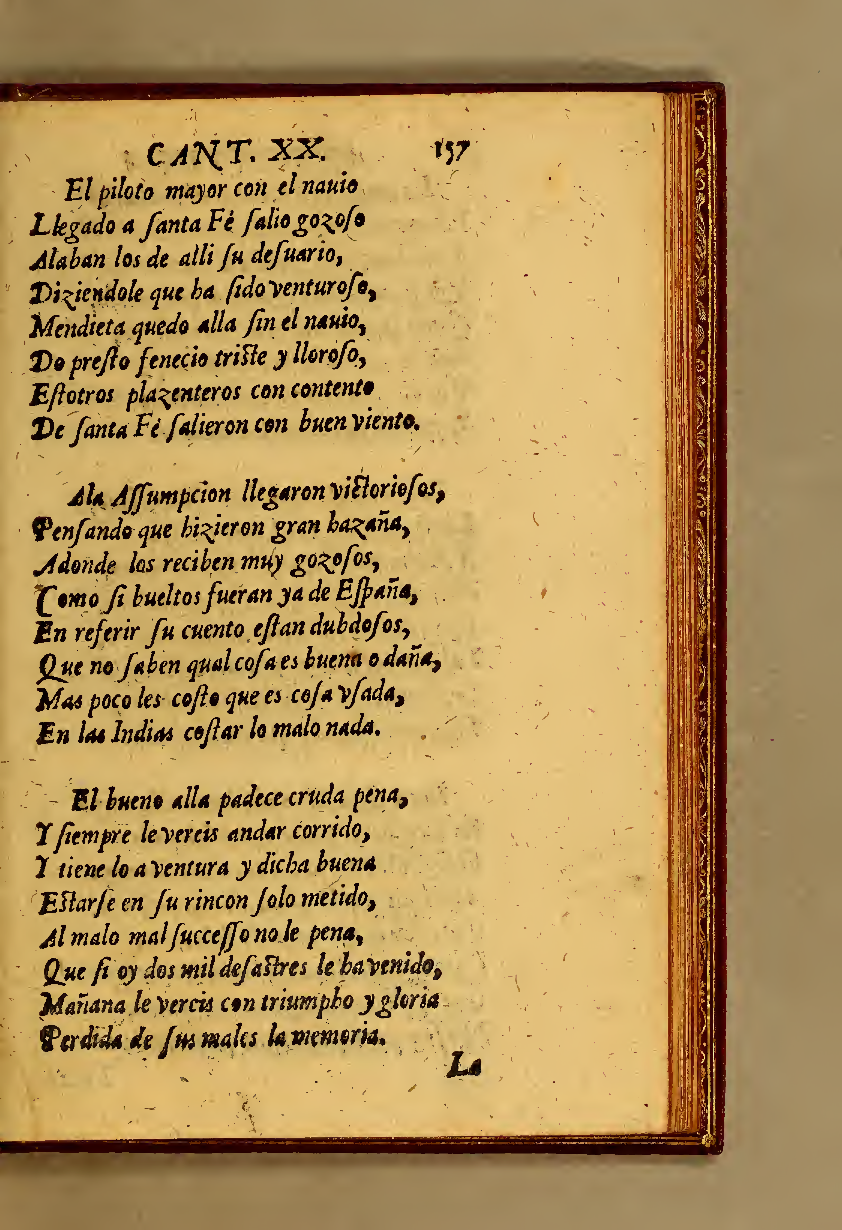 CANT. XX. 157
El piloto mayor con el nauio
Llegado a ſanta Fé ſalio gozoſo
Alaban los de alli ſu deſuario,
Diziendole que ha ſido venturoſo,
Mendieta quedo alla ſin el nauio,
Do preſto fenecio triſte y lloroſo,
Eſtotros plazenteros con contento
De ſanta Fé ſalieron con buen viento.
Ala Aſſumpcion llegaron victorioſos,
Penſando que hizieron gran hazaña,
Adonde los reciben muy gozoſos,
Como ſi bueltos fueran ya de Eſpaña,
En referir ſu cuento eſtan dubdoſos,
Que no ſaben qual coſa es buena o daña,
Mas poco les coſto que es coſa vſada,
En las Indias coſtar lo malo nada.
El bueno alla padece cruda pena,
Y ſiempre le vereis andar corrido,
Y tiene lo a ventura y dicha buena
Eſtarſe en ſu rincon ſolo metido,
Al malo mal ſucceſſo no le pena,
Que ſi oy dos mil deſaſtres le ha venido,
Mañana le vereis con triumpho y gloria
Perdida de ſus males la memoria.
La